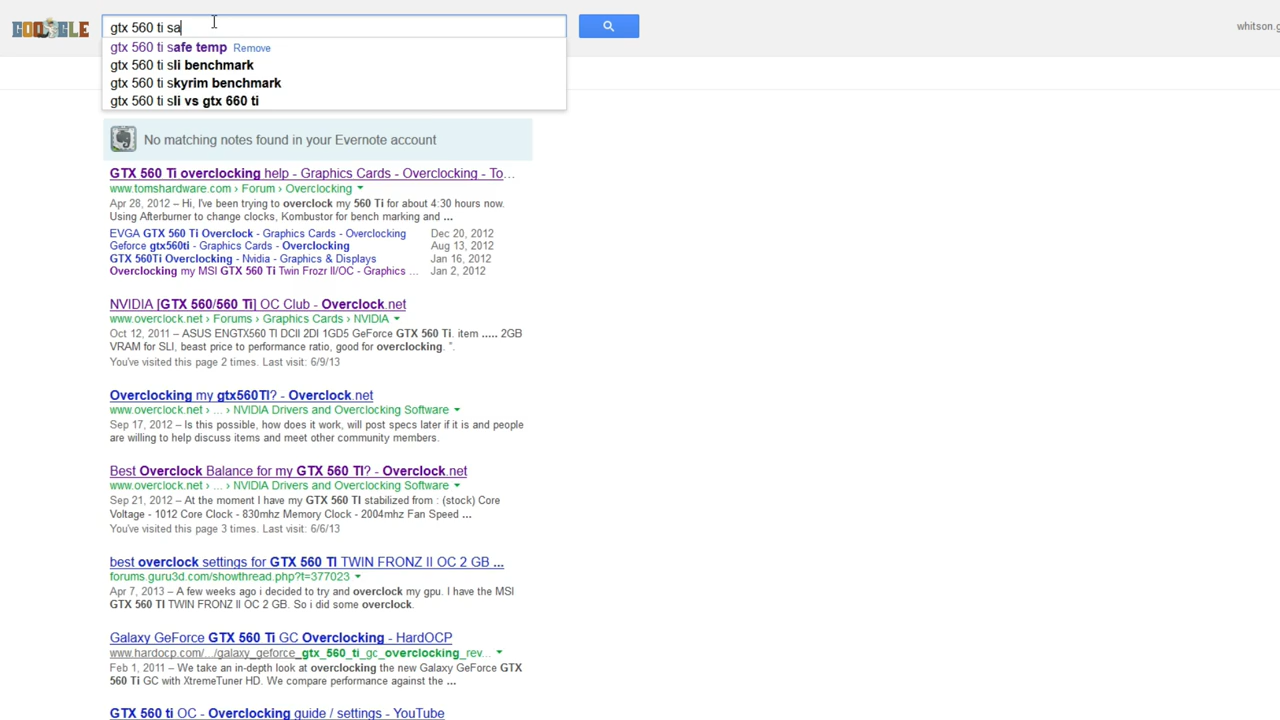 GOOGLE
gtx 560 ti sa
whitson.g
gtx 560 ti safe temp Remove
gtx 560 ti sli benchmark
gtx 560 ti skyrim benchmark
gtx 560 ti sli vs gtx 660 ti
No matching notes found in your Evernote account
GTX 560 Ti overclocking help - Graphics Cards - Overclocking - To...
www.tomshardware.com › Forum › Overclocking
Apr 28, 2012 – Hi, I've been trying to overclock my 560 Ti for about 4:30 hours now.
Using Afterburner to change clocks, Kombustor for bench marking and ...
EVGA GTX 560 Ti Overclock - Graphics Cards - Overclocking Dec 20, 2012
Geforce gtx560ti - Graphics Cards - Overclocking Aug 13, 2012
GTX 560Ti Overclocking - Nvidia - Graphics & Displays Jan 16, 2012
Overclocking my MSI GTX 560 Ti Twin Frozr II/OC - Graphics ... Jan 2, 2012
NVIDIA [GTX 560/560 Ti] OC Club - Overclock.net
www.overclock.net › Forums › Graphics Cards › NVIDIA
Oct 12, 2011 – ASUS ENGTX560 TI DCII 2DI 1GD5 GeForce GTX 560 Ti. item ..... 2GB
VRAM for SLI, beast price to performance ratio, good for overclocking. ".
You've visited this page 2 times. Last visit: 6/9/13
Overclocking my gtx560TI? - Overclock.net
www.overclock.net › ... › NVIDIA Drivers and Overclocking Software
Sep 17, 2012 – Is this possible, how does it work, will post specs later if it is and people
are willing to help discuss items and meet other community members.
Best Overclock Balance for my GTX 560 TI? - Overclock.net
www.overclock.net › ... › NVIDIA Drivers and Overclocking Software
Sep 21, 2012 – At the moment I have my GTX 560 TI stabilized from : (stock) Core
Voltage - 1012 Core Clock - 830mhz Memory Clock - 2004mhz Fan Speed ...
You've visited this page 3 times. Last visit: 6/6/13
best overclock settings for GTX 560 TI TWIN FRONZ II OC 2 GB ...
forums.guru3d.com/showthread.php?t=377023
Apr 7, 2013 – A few weeks ago i decided to try and overclock my gpu. I have the MSI
GTX 560 TI TWIN FRONZ II OC 2 GB. So i did some overclock.
Galaxy GeForce GTX 560 Ti GC Overclocking - HardOCP
www.hardocp.com/.../galaxy_geforce_gtx_560_ti_gc_overclocking_rev...
Feb 1, 2011 – We take an in-depth look at overclocking the new Galaxy GeForce GTX
560 Ti GC with XtremeTuner HD. We compare performance against the ...
GTX 560 ti OC - Overclocking guide / settings - YouTube